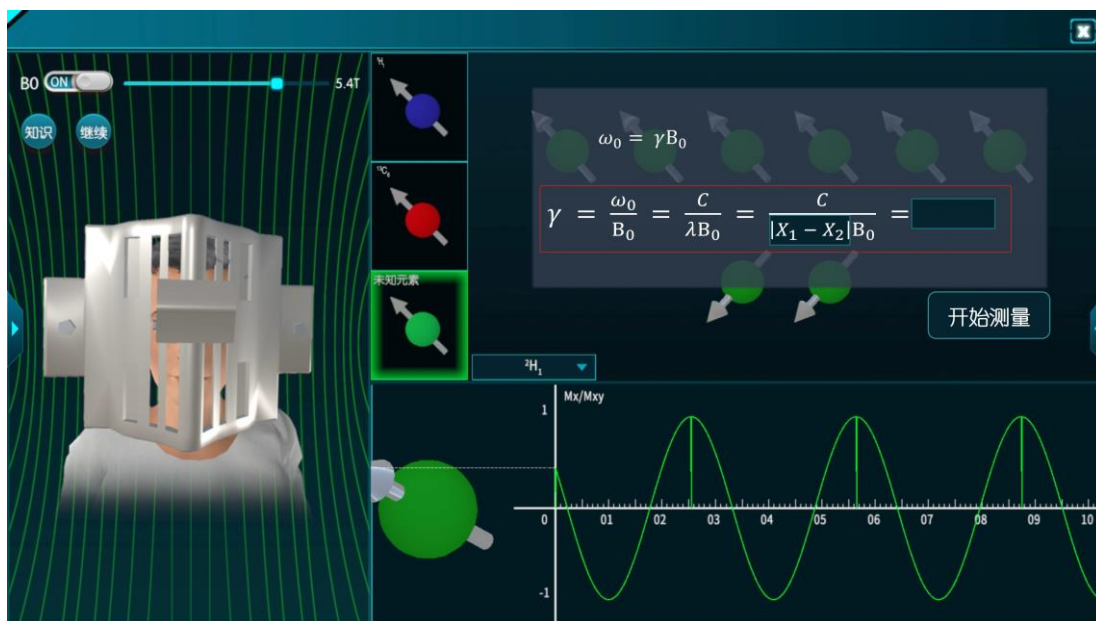 X
B0 ON 5.4T
知识 继续
¹H₁
¹³C₆
未知元素
ω₀ = γB₀
γ = ω₀/B₀ = C/λB₀ = C/|X₁ − X₂|B₀ =
开始测量
²H₁
Mx/Mxy
1
0 01 02 03 04 05 06 07 08 09 10
-1